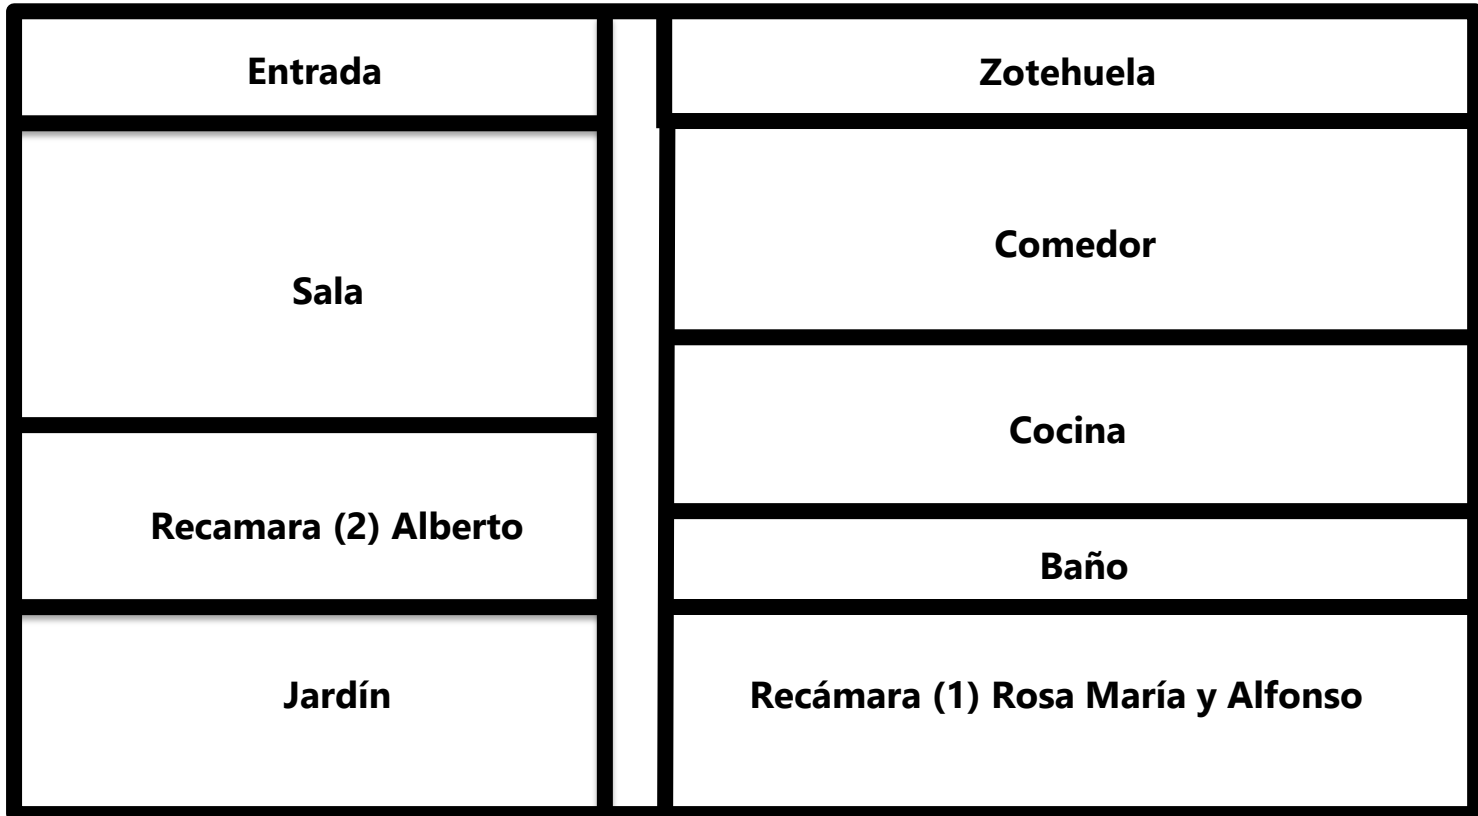 Entrada
Sala
Recamara (2) Alberto
Jardín
Zotehuela
Comedor
Cocina
Baño
Recámara (1) Rosa María y Alfonso